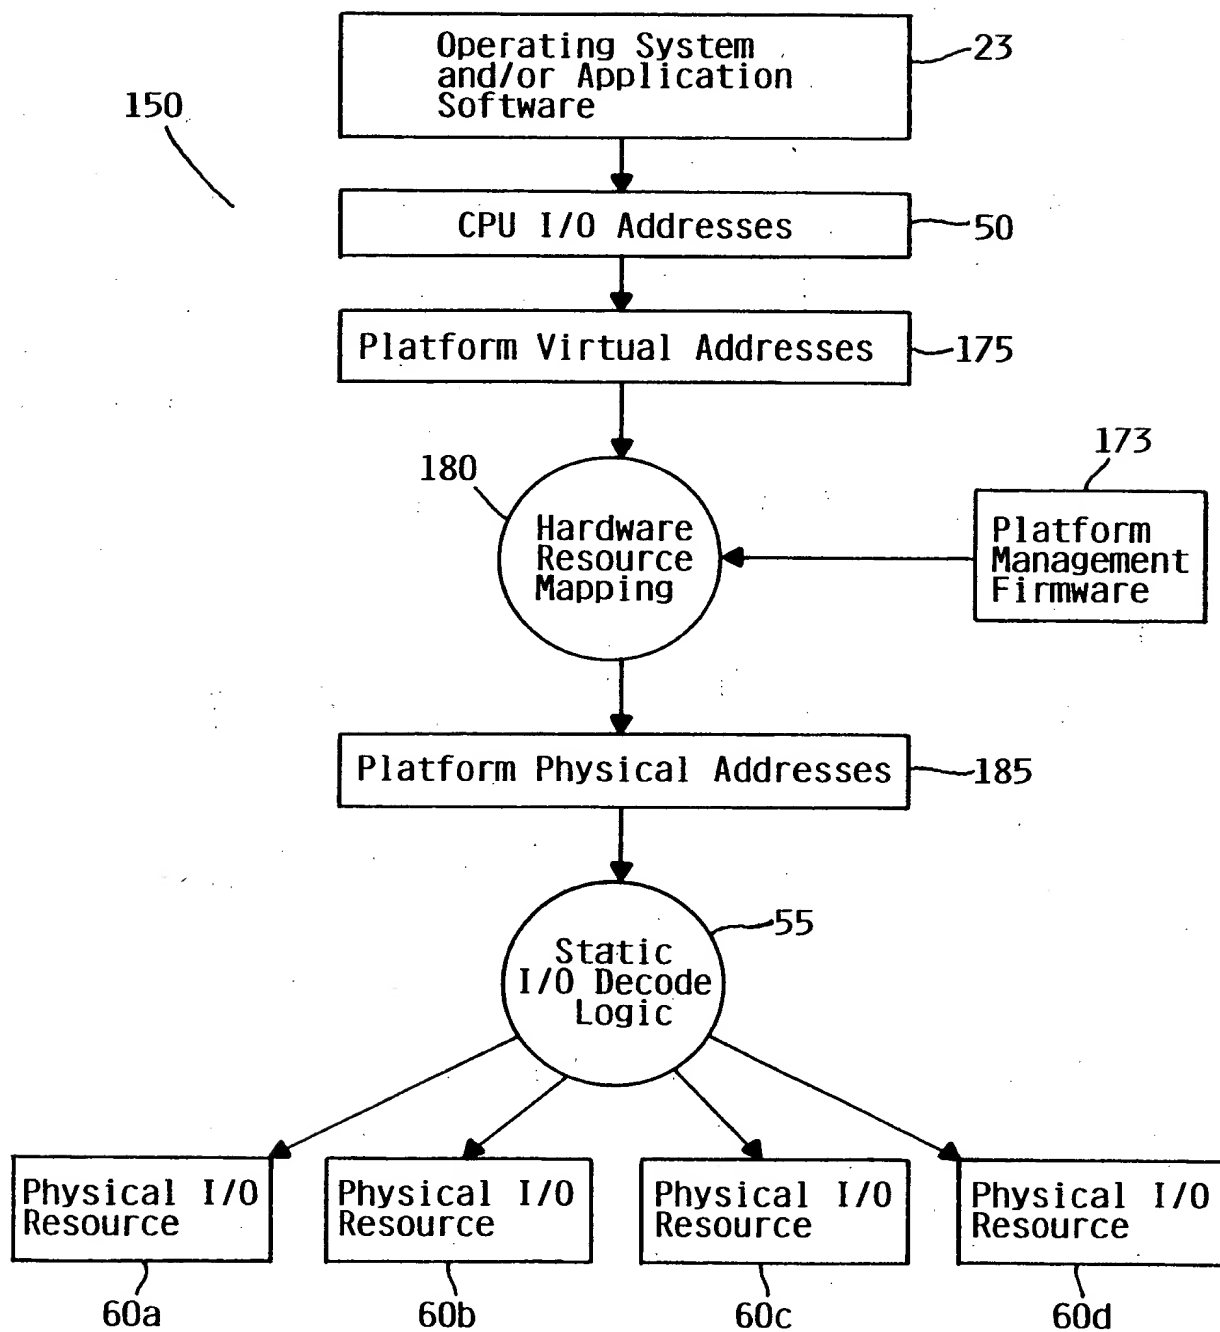 Operating System
and/or Application
Software
23
150
CPU I/O Addresses
50
Platform Virtual Addresses
175
180
173
Hardware
Resource
Mapping
Platform
Management
Firmware
Platform Physical Addresses
185
55
Static
I/O Decode
Logic
Physical I/O
Resource
Physical I/O
Resource
Physical I/O
Resource
Physical I/O
Resource
60a
60b
60c
60d